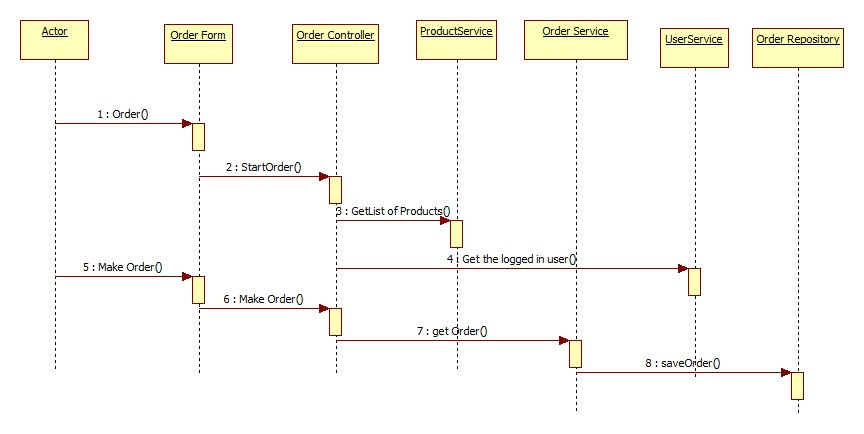 Actor
Order Form
Order Controller
ProductService
Order Service
UserService
Order Repository
1 : Order()
2 : StartOrder()
3 : GetList of Products()
4 : Get the logged in user()
5 : Make Order()
6 : Make Order()
7 : get Order()
8 : saveOrder()